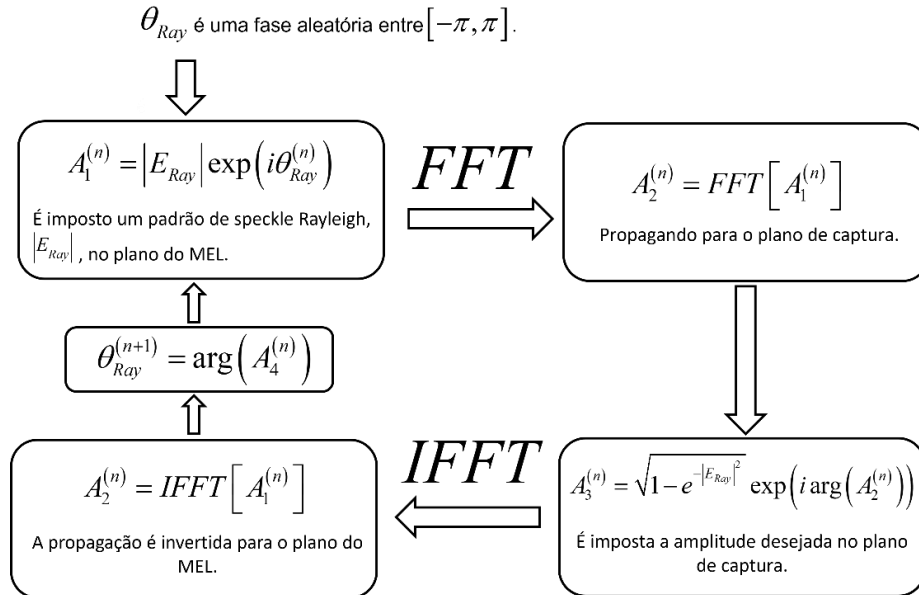 θ_Ray é uma fase aleatória entre [−π, π].
A_1^(n) = |E_Ray| exp(iθ_Ray^(n))
É imposto um padrão de speckle Rayleigh,
|E_Ray| , no plano do MEL.
FFT
A_2^(n) = FFT[A_1^(n)]
Propagando para o plano de captura.
A_3^(n) = √(1−e^(−|E_Ray|^2)) exp(i arg(A_2^(n)))
É imposta a amplitude desejada no plano
de captura.
IFFT
A_2^(n) = IFFT[A_1^(n)]
A propagação é invertida para o plano do
MEL.
θ_Ray^(n+1) = arg(A_4^(n))